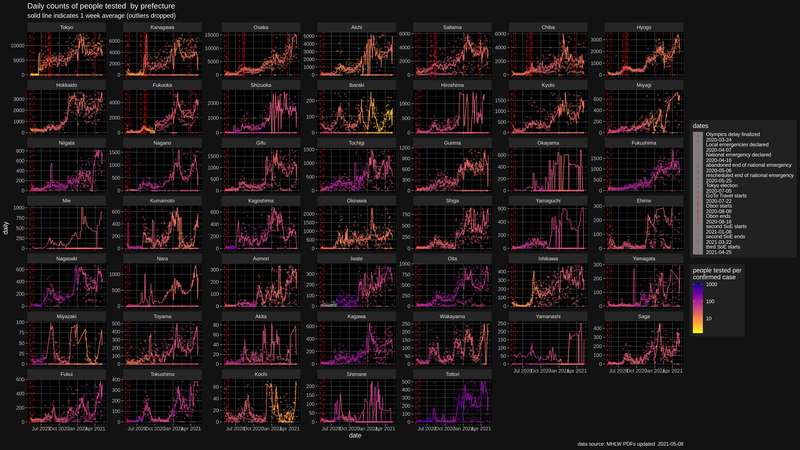 Daily counts of people tested by prefecture
solid line indicates 1 week average (outliers dropped)
Tokyo Kanagawa Osaka Aichi Saitama Chiba Hyogo
Hokkaido Fukuoka Shizuoka Ibaraki Hiroshima Kyoto Miyagi
Niigata Nagano Gifu Tochigi Gunma Okayama Fukushima
Mie Kumamoto Kagoshima Okinawa Shiga Yamaguchi Ehime
Nagasaki Nara Aomori Iwate Oita Ishikawa Yamagata
Miyazaki Toyama Akita Kagawa Wakayama Yamanashi Saga
Fukui Tokushima Kochi Shimane Tottori
daily
date
dates
Olympics delay finalized
2020-03-24
Local emergencies declared
2020-04-07
National emergency declared
2020-04-16
abandoned end of national emergency
2020-05-06
rescheduled end of national emergency
2020-05-25
Tokyo election
2020-07-05
GoTo Travel starts
2020-07-22
Obon starts
2020-08-08
Obon ends
2020-08-16
second SoE starts
2021-01-08
second SoE ends
2021-03-22
third SoE starts
2021-04-25
people tested per
confirmed case
1000
100
10
data source: MHLW PDFs updated 2021-05-08